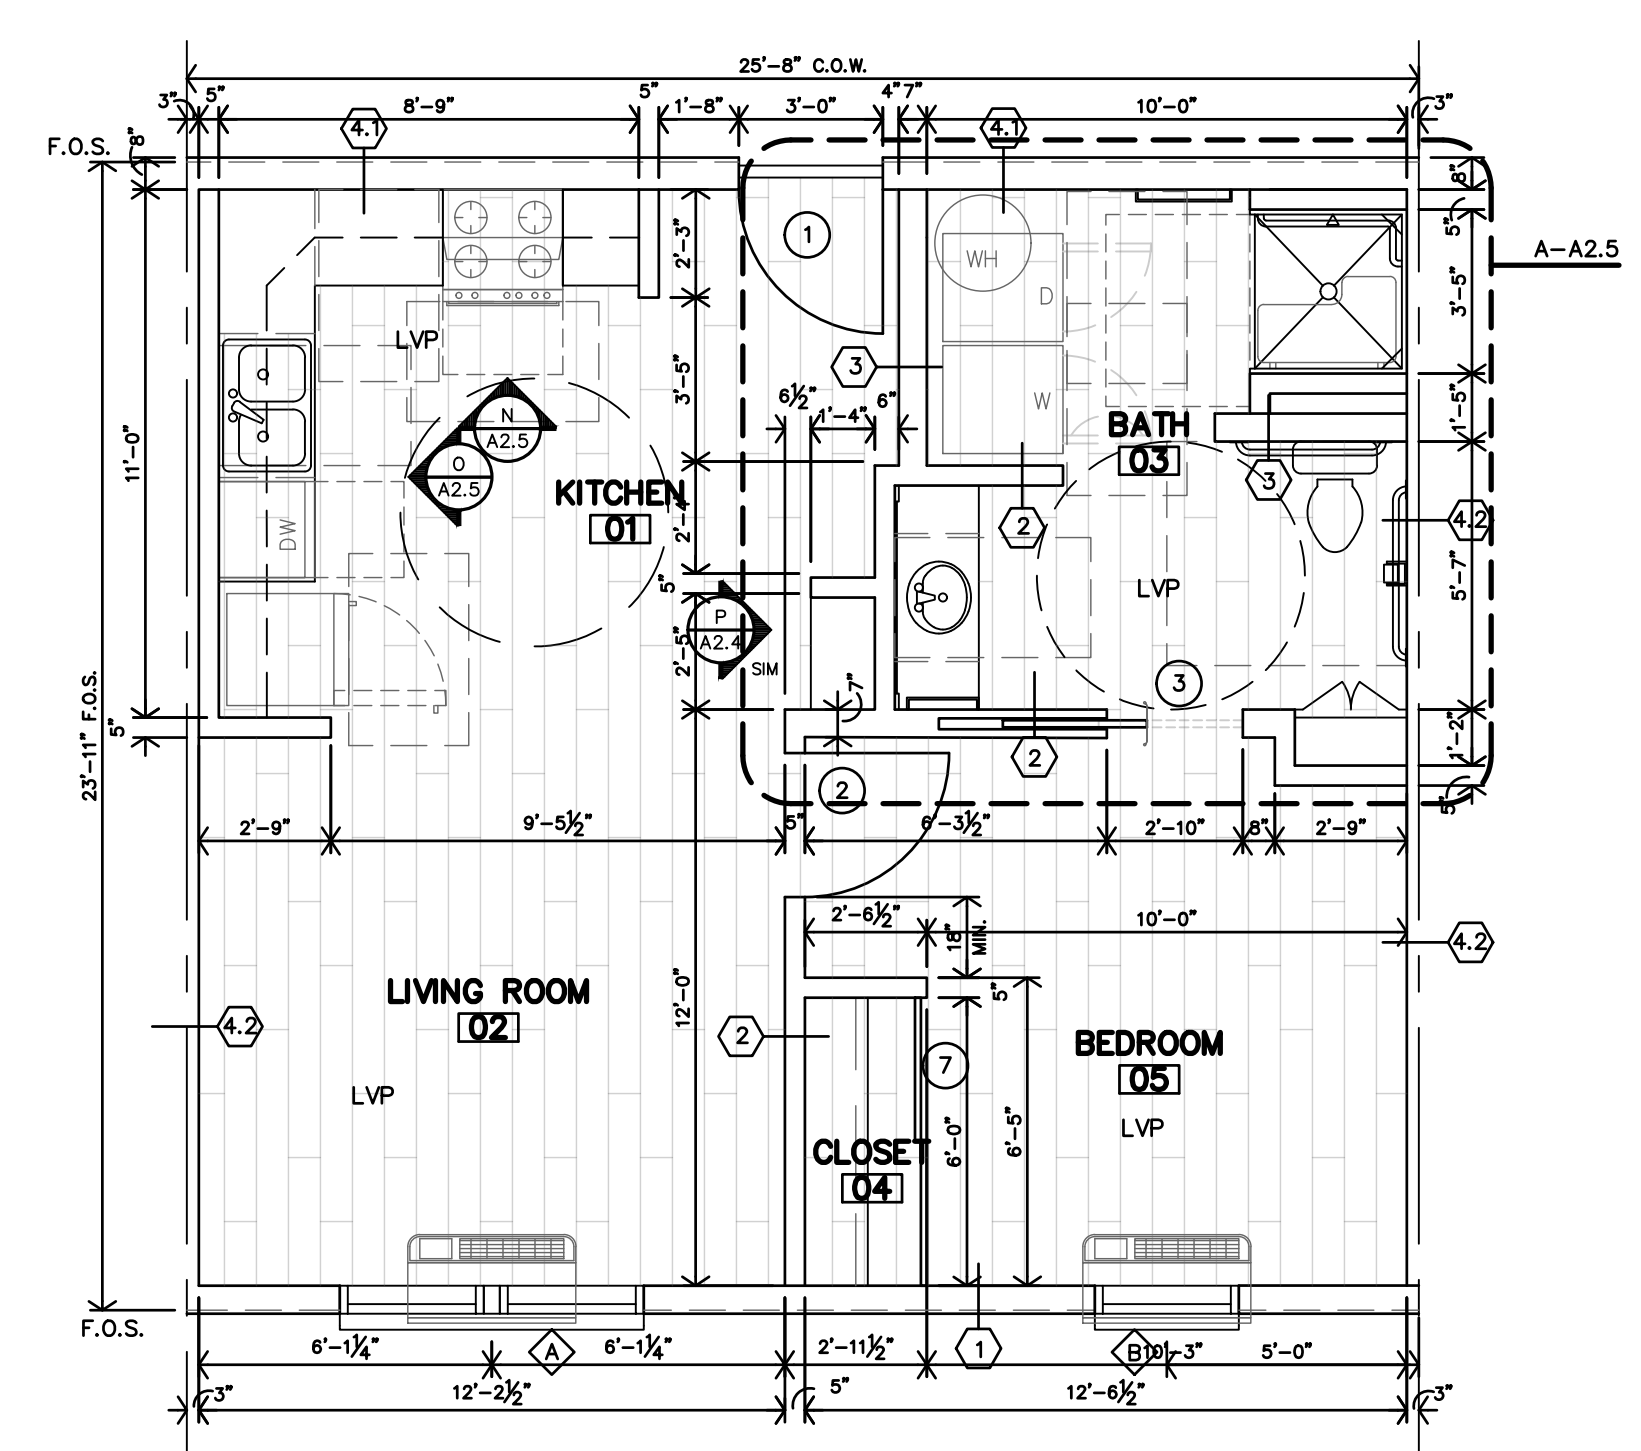 25'-8" C.O.W.
3" 5" 8'-9" 5" 1'-8" 3'-0" 4" 7" 10'-0" 3"
F.O.S. 8" 4.1 4.1
8"
5"
1 A-A2.5
2'-3" WH
D 3'-5"
LVP
3'-5" 3
6½" 1'-4" 6" W
N
A2.5
BATH
03
1'-5"
11'-0"
O
A2.5
KITCHEN
01
3
DW 2'-4" 2 4.2
5" LVP 5'-7"
P
A2.4
SIM
2'-5"
7" 3
5" 1'-2"
23'-11" F.O.S.
2 2
5"
2'-9" 9'-5½" 5" 6'-3½" 2'-10" 8" 2'-9"
2'-6½" 10'-0"
18" MIN. 4.2
LIVING ROOM
02
12'-0" 5"
4.2 2
7
BEDROOM
05
LVP LVP
CLOSET
04
6'-0" 6'-5"
F.O.S.
6'-1¼" A 6'-1¼" 2'-11½" 1 B 10'-3" 5'-0"
3" 12'-2½" 5" 12'-6½" 3"